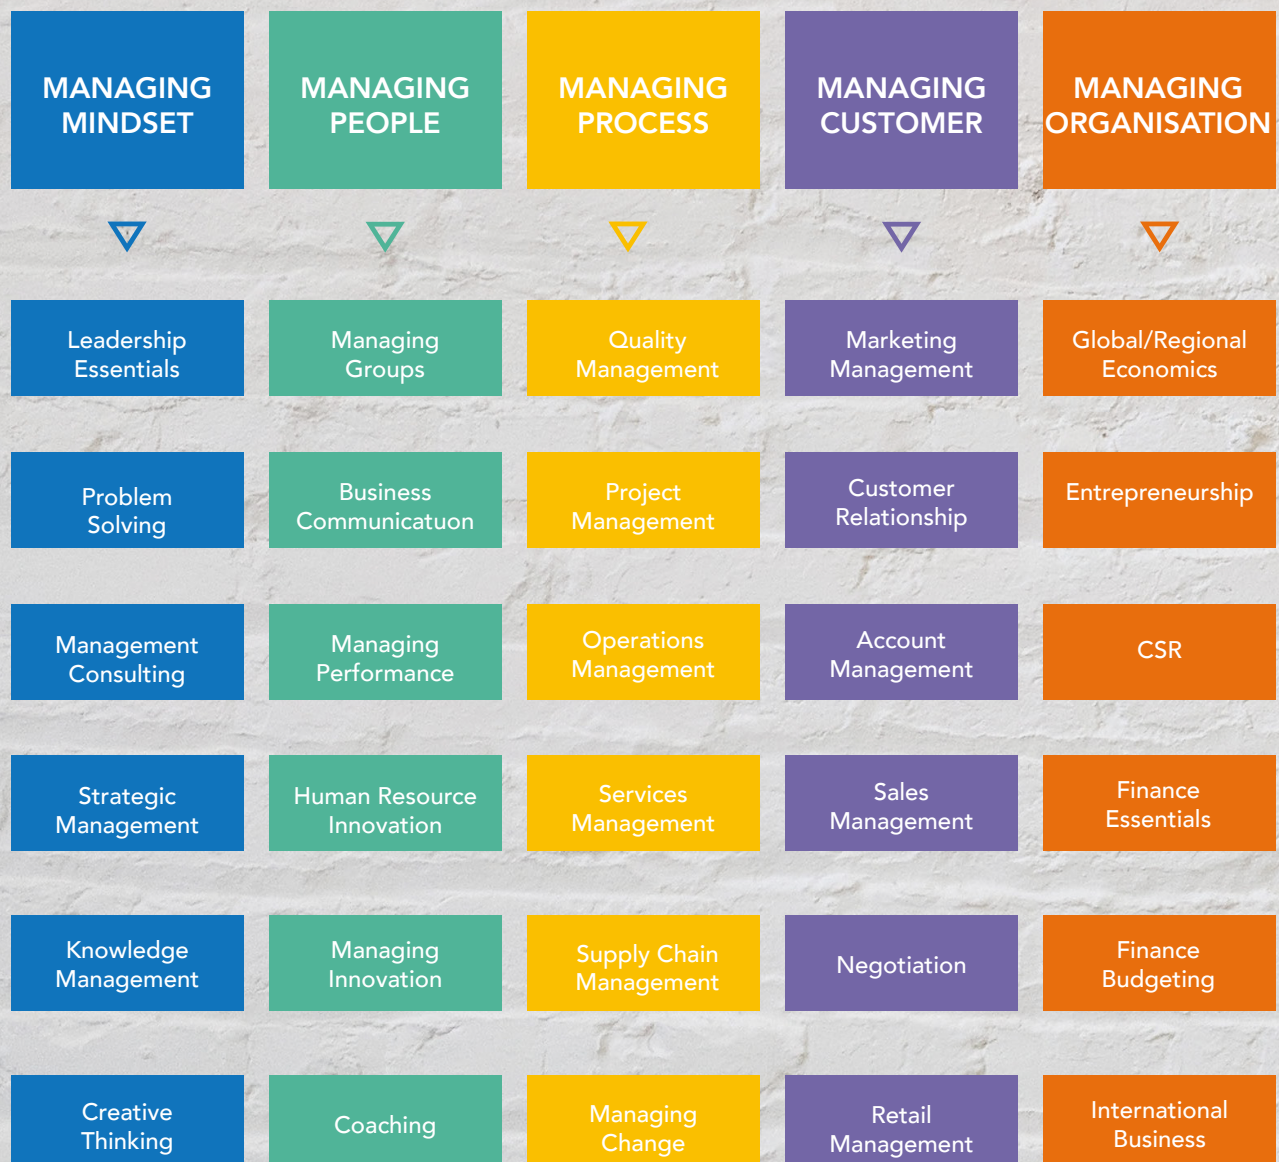 MANAGING
MINDSET
MANAGING
PEOPLE
MANAGING
PROCESS
MANAGING
CUSTOMER
MANAGING
ORGANISATION
Leadership
Essentials
Managing
Groups
Quality
Management
Marketing
Management
Global/Regional
Economics
Problem
Solving
Business
Communicatuon
Project
Management
Customer
Relationship
Entrepreneurship
Management
Consulting
Managing
Performance
Operations
Management
Account
Management
CSR
Strategic
Management
Human Resource
Innovation
Services
Management
Sales
Management
Finance
Essentials
Knowledge
Management
Managing
Innovation
Supply Chain
Management
Negotiation
Finance
Budgeting
Creative
Thinking
Coaching
Managing
Change
Retail
Management
International
Business